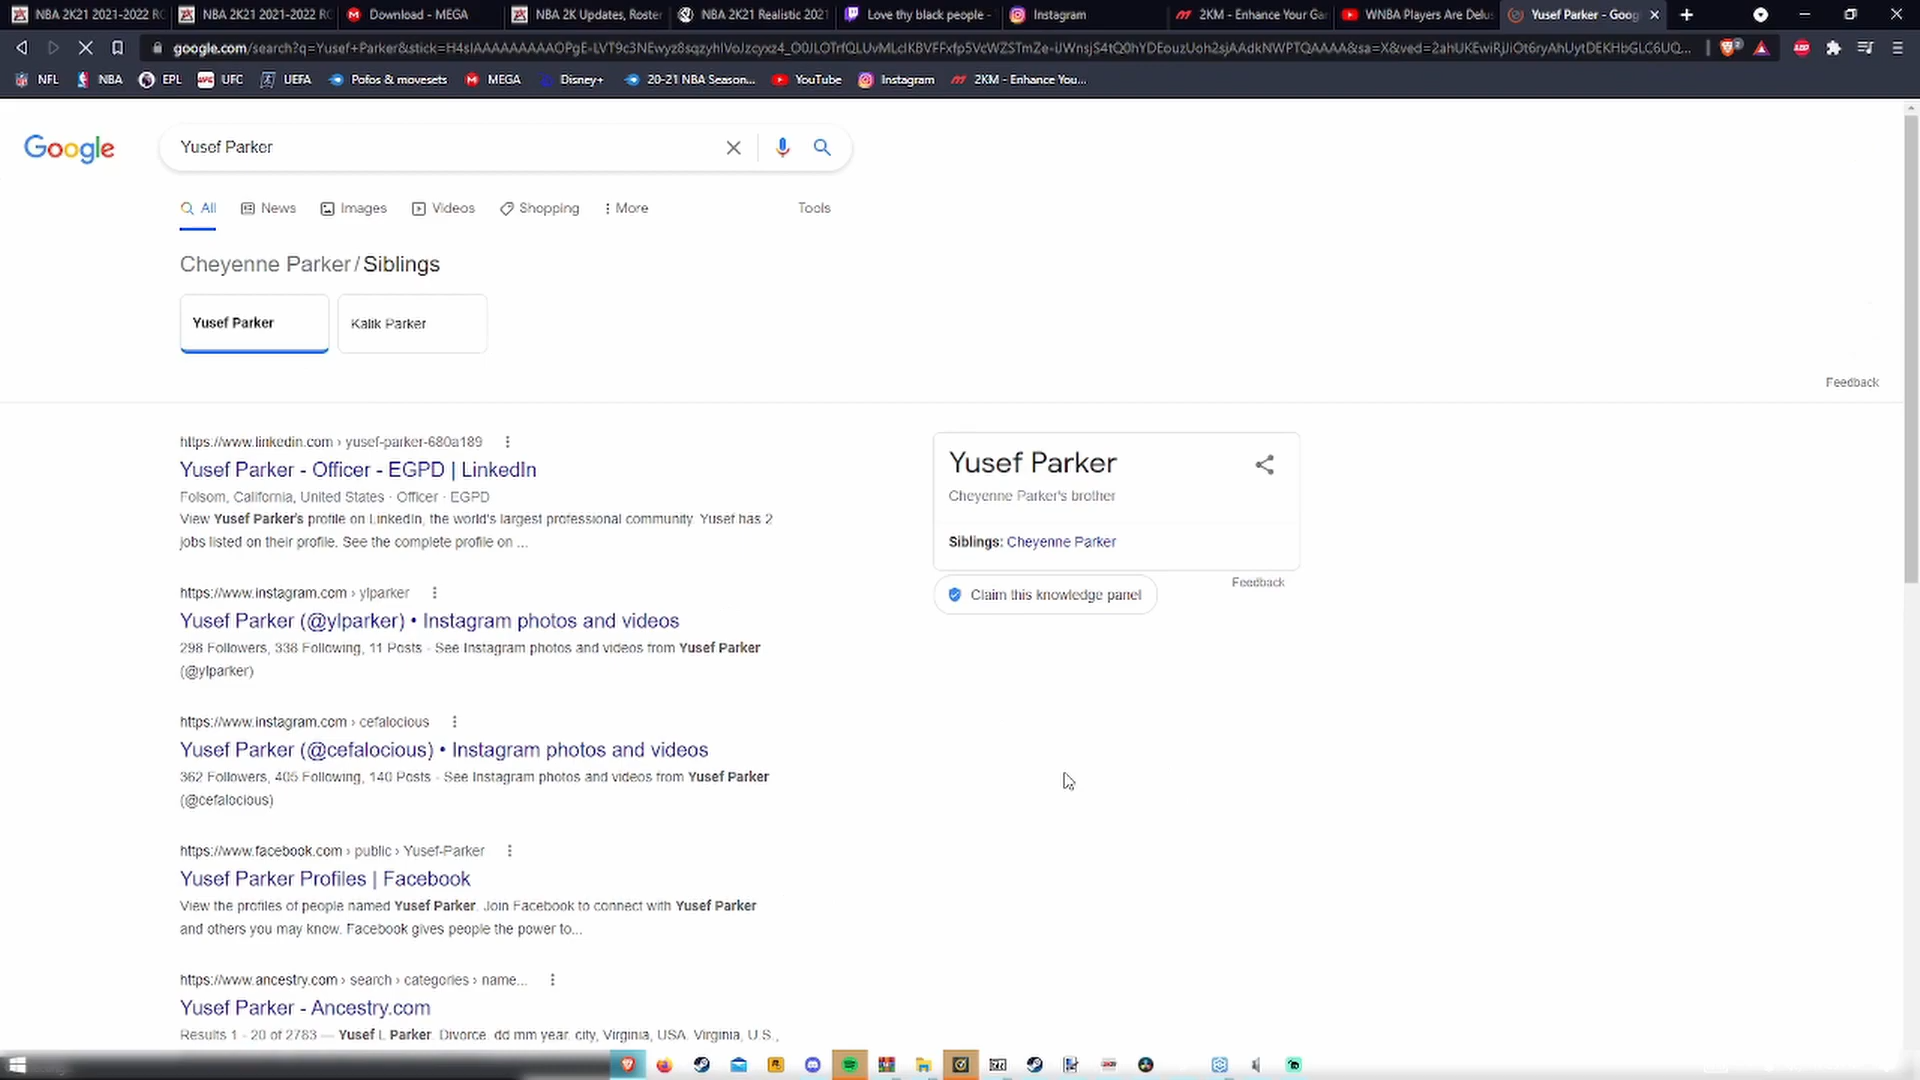 NBA 2K21 2021-2022 RC
NBA 2K21 2021-2022 RC
Download - MEGA
NBA 2K Updates, Roster
NBA 2K21 Realistic 2021
Love thy black people -
Instagram
2KM - Enhance Your Ga
WNBA Players Are Delu
Yusef Parker - Goog
NFL
NBA
EPL
UFC
UEFA
Pofos & movesets
MEGA
Disney+
20-21 NBA Season...
YouTube
Instagram
2KM - Enhance You...
Google
Yusef Parker
All
News
Images
Videos
Shopping
More
Tools
Cheyenne Parker / Siblings
Yusef Parker
Kalik Parker
Feedback
https://www.linkedin.com › yusef-parker-680a189
Yusef Parker - Officer - EGPD | LinkedIn
Folsom, California, United States · Officer · EGPD
View Yusef Parker's profile on LinkedIn, the world's largest professional community. Yusef has 2
jobs listed on their profile. See the complete profile on ...
https://www.instagram.com › ylparker
Yusef Parker (@ylparker) • Instagram photos and videos
298 Followers, 338 Following, 11 Posts - See Instagram photos and videos from Yusef Parker
(@ylparker)
https://www.instagram.com › cefalocious
Yusef Parker (@cefalocious) • Instagram photos and videos
362 Followers, 405 Following, 140 Posts - See Instagram photos and videos from Yusef Parker
(@cefalocious)
https://www.facebook.com › public › Yusef-Parker
Yusef Parker Profiles | Facebook
View the profiles of people named Yusef Parker. Join Facebook to connect with Yusef Parker
and others you may know. Facebook gives people the power to...
https://www.ancestry.com › search › categories › name...
Yusef Parker - Ancestry.com
Results 1 - 20 of 2783 — Yusef L Parker. Divorce. dd mm year. city, Virginia, USA. Virginia, U.S.,
Yusef Parker
Cheyenne Parker's brother
Siblings: Cheyenne Parker
Feedback
Claim this knowledge panel